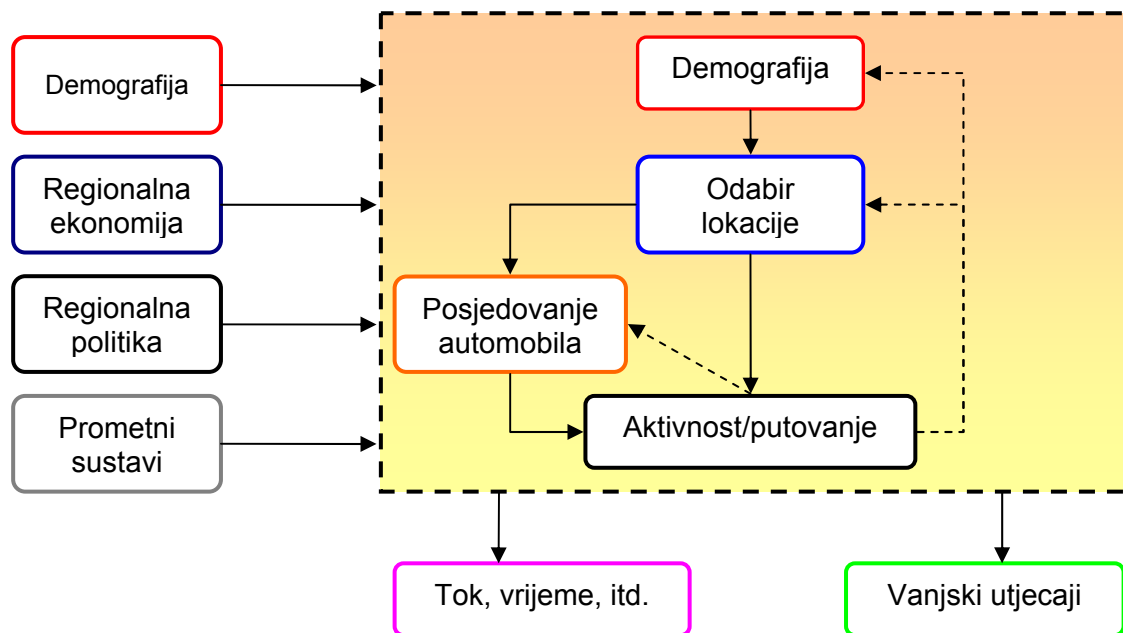 Demografija
Regionalna
ekonomija
Regionalna
politika
Prometni
sustavi
Demografija
Odabir
lokacije
Posjedovanje
automobila
Aktivnost/putovanje
Tok, vrijeme, itd.
Vanjski utjecaji